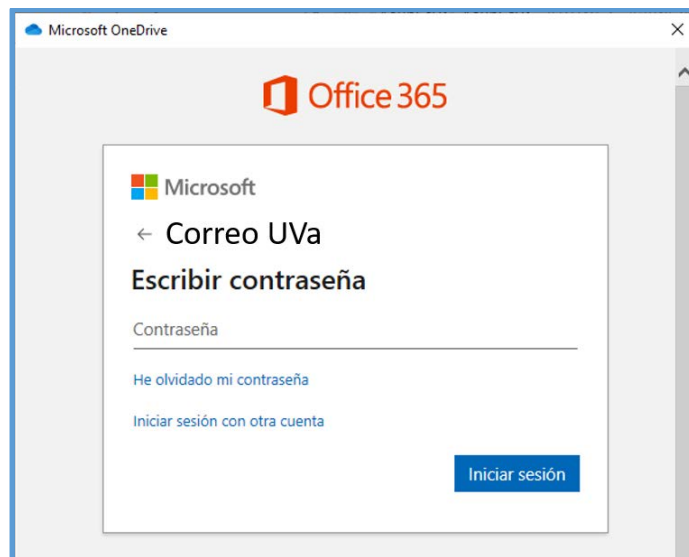 Microsoft OneDrive
Office 365
Microsoft
← Correo UVa
Escribir contraseña
Contraseña
He olvidado mi contraseña
Iniciar sesión con otra cuenta
Iniciar sesión